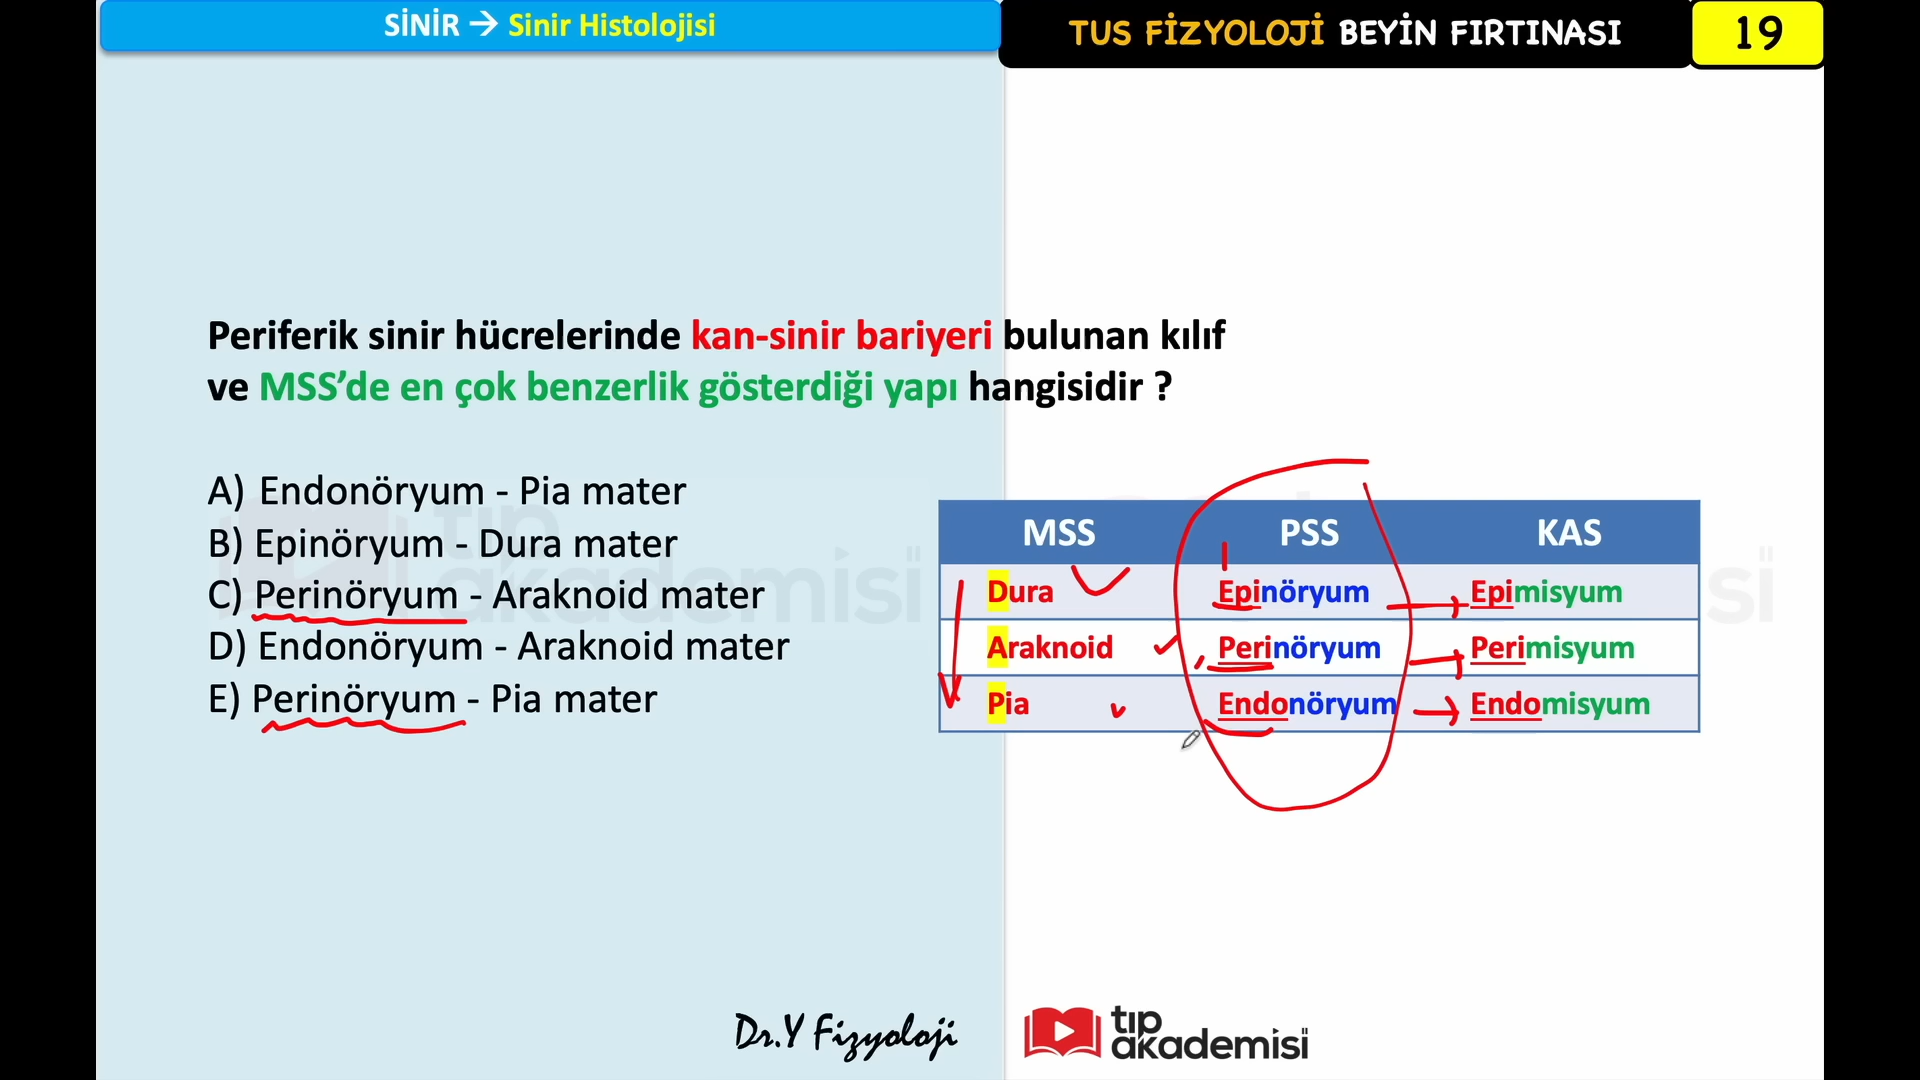 SİNİR → Sinir Histolojisi
TUS FİZYOLOJİ BEYİN FIRTINASI
19
Periferik sinir hücrelerinde kan-sinir bariyeri bulunan kılıf
ve MSS’de en çok benzerlik gösterdiği yapı hangisidir ?
A) Endonöryum - Pia mater
B) Epinöryum - Dura mater
C) Perinöryum - Araknoid mater
D) Endonöryum - Araknoid mater
E) Perinöryum - Pia mater
MSS PSS KAS
Dura Epinöryum Epimisyum
Araknoid Perinöryum Perimisyum
Pia Endonöryum Endomisyum
tıp
akademisi
Dr.Y Fizyoloji
tıp
akademisi